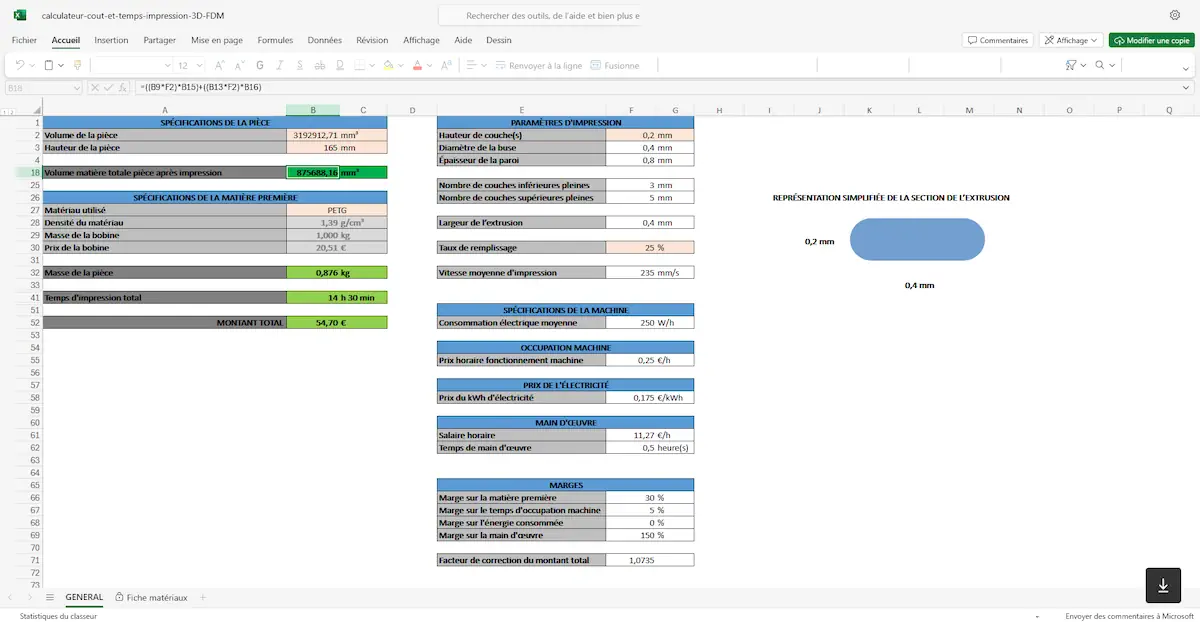 calculateur-cout-et-temps-impression-3D-FDM
Rechercher des outils, de l'aide et bien plus e
Fichier Accueil Insertion Partager Mise en page Formules Données Révision Affichage Aide Dessin
Commentaires Affichage Modifier une copie
12 G I S ab D A Renvoyer à la ligne Fusionne
B18 fx =((B9*F2)*B15)+((B13*F2)*B16)
A B C D E F G H I J K L M N O P Q
1 SPÉCIFICATIONS DE LA PIÈCE PARAMÈTRES D'IMPRESSION
2 Volume de la pièce 3192912,71 mm³ Hauteur de couche(s) 0,2 mm
3 Hauteur de la pièce 165 mm Diamètre de la buse 0,4 mm
4 Épaisseur de la paroi 0,8 mm
18 Volume matière totale pièce après impression 875688,16 mm³
25 Nombre de couches inférieures pleines 3 mm
26 SPÉCIFICATIONS DE LA MATIÈRE PREMIÈRE Nombre de couches supérieures pleines 5 mm REPRÉSENTATION SIMPLIFIÉE DE LA SECTION DE L'EXTRUSION
27 Matériau utilisé PETG
28 Densité du matériau 1,39 g/cm³ Largeur de l'extrusion 0,4 mm
29 Masse de la bobine 1,000 kg 0,2 mm
30 Prix de la bobine 20,51 € Taux de remplissage 25 %
31
32 Masse de la pièce 0,876 kg Vitesse moyenne d'impression 235 mm/s
33 0,4 mm
41 Temps d'impression total 14 h 30 min
51 SPÉCIFICATIONS DE LA MACHINE
52 MONTANT TOTAL 54,70 € Consommation électrique moyenne 250 W/h
53
54 OCCUPATION MACHINE
55 Prix horaire fonctionnement machine 0,25 €/h
56
57 PRIX DE L'ÉLECTRICITÉ
58 Prix du kWh d'électricité 0,175 €/kWh
59
60 MAIN D'ŒUVRE
61 Salaire horaire 11,27 €/h
62 Temps de main d'œuvre 0,5 heure(s)
63
64
65 MARGES
66 Marge sur la matière première 30 %
67 Marge sur le temps d'occupation machine 5 %
68 Marge sur l'énergie consommée 0 %
69 Marge sur la main d'œuvre 150 %
70
71 Facteur de correction du montant total 1,0735
72
73
GENERAL Fiche matériaux
Statistiques du classeur Envoyer des commentaires à Microsoft